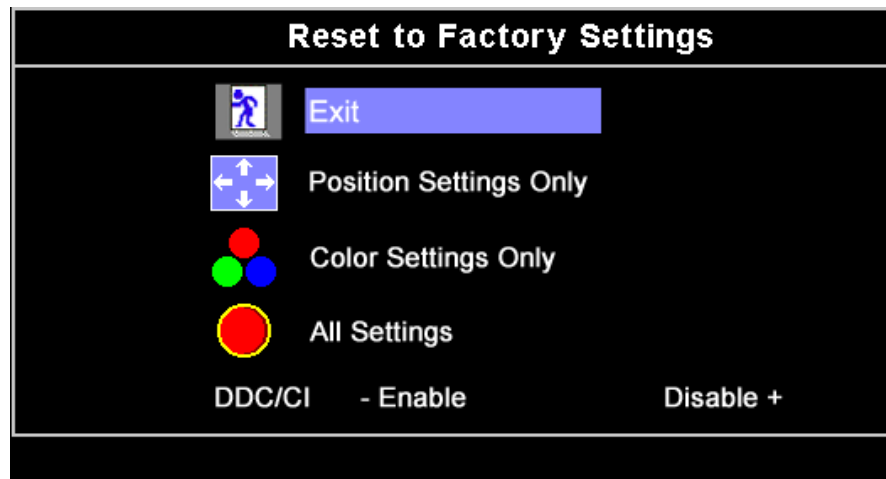 Reset to Factory Settings
Exit
Position Settings Only
Color Settings Only
All Settings
DDC/CI - Enable Disable +